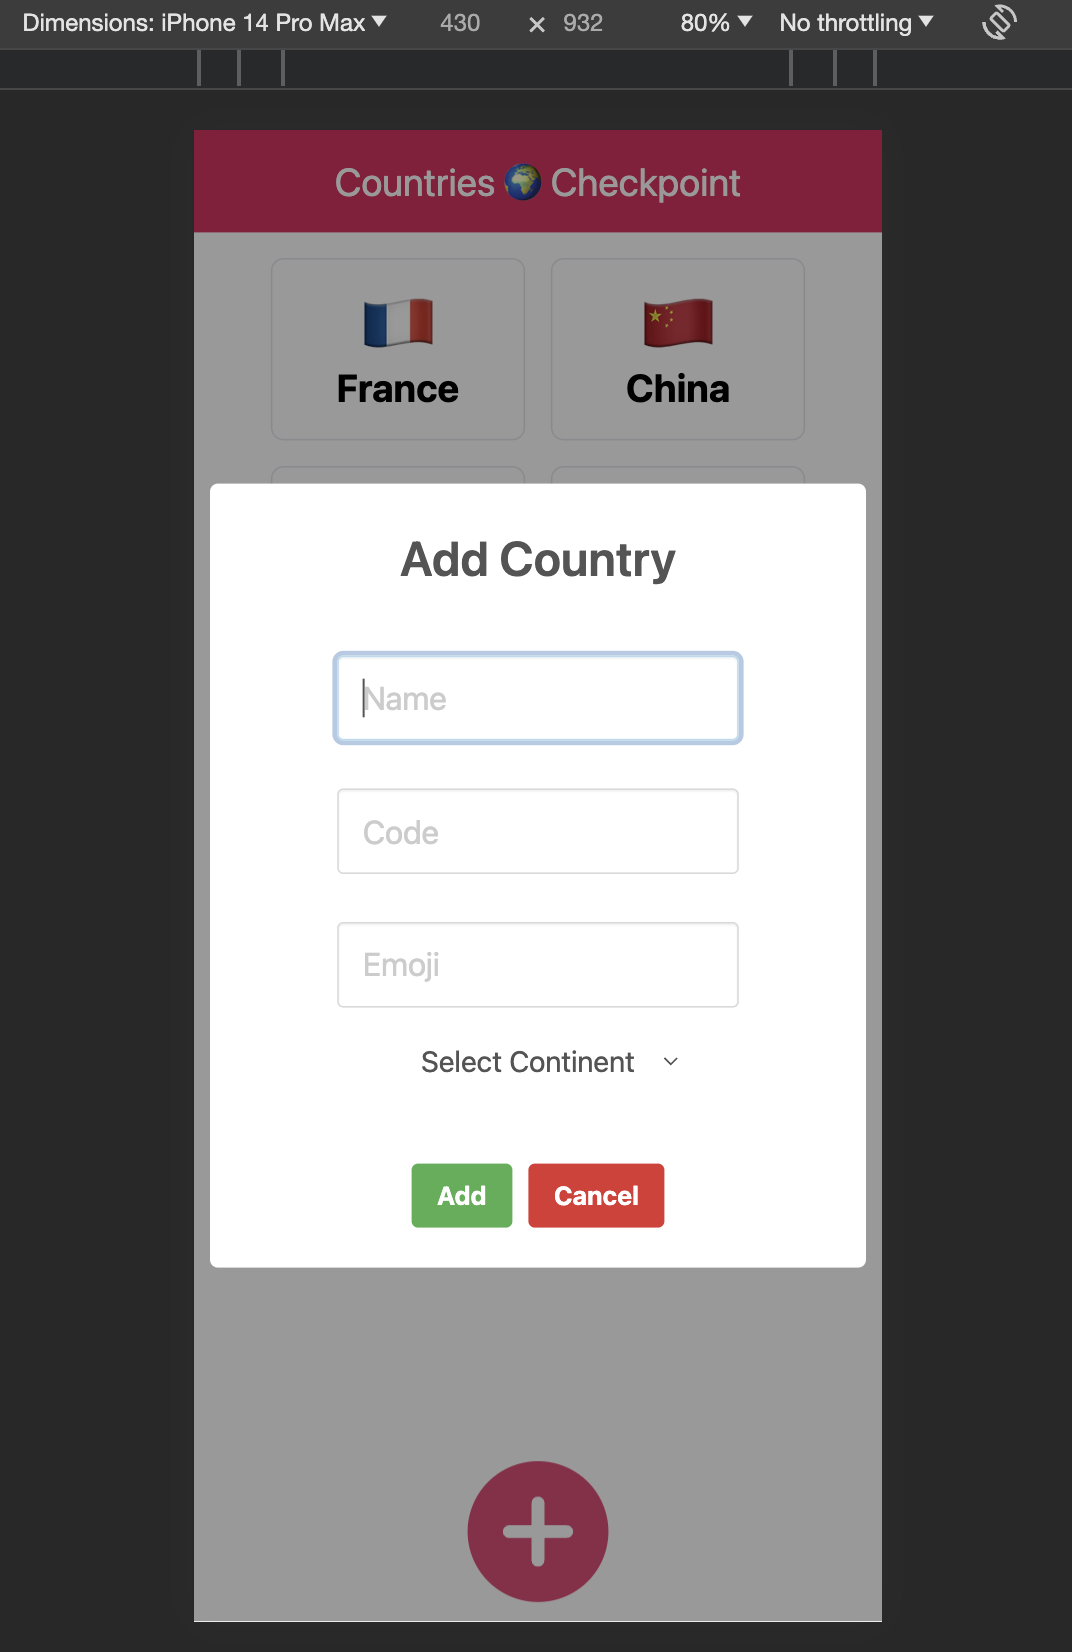 Dimensions: iPhone 14 Pro Max ▼ 430 × 932 80% ▼ No throttling ▼
Countries 🌍 Checkpoint
France China
Add Country
Name
Code
Emoji
Select Continent
Add Cancel